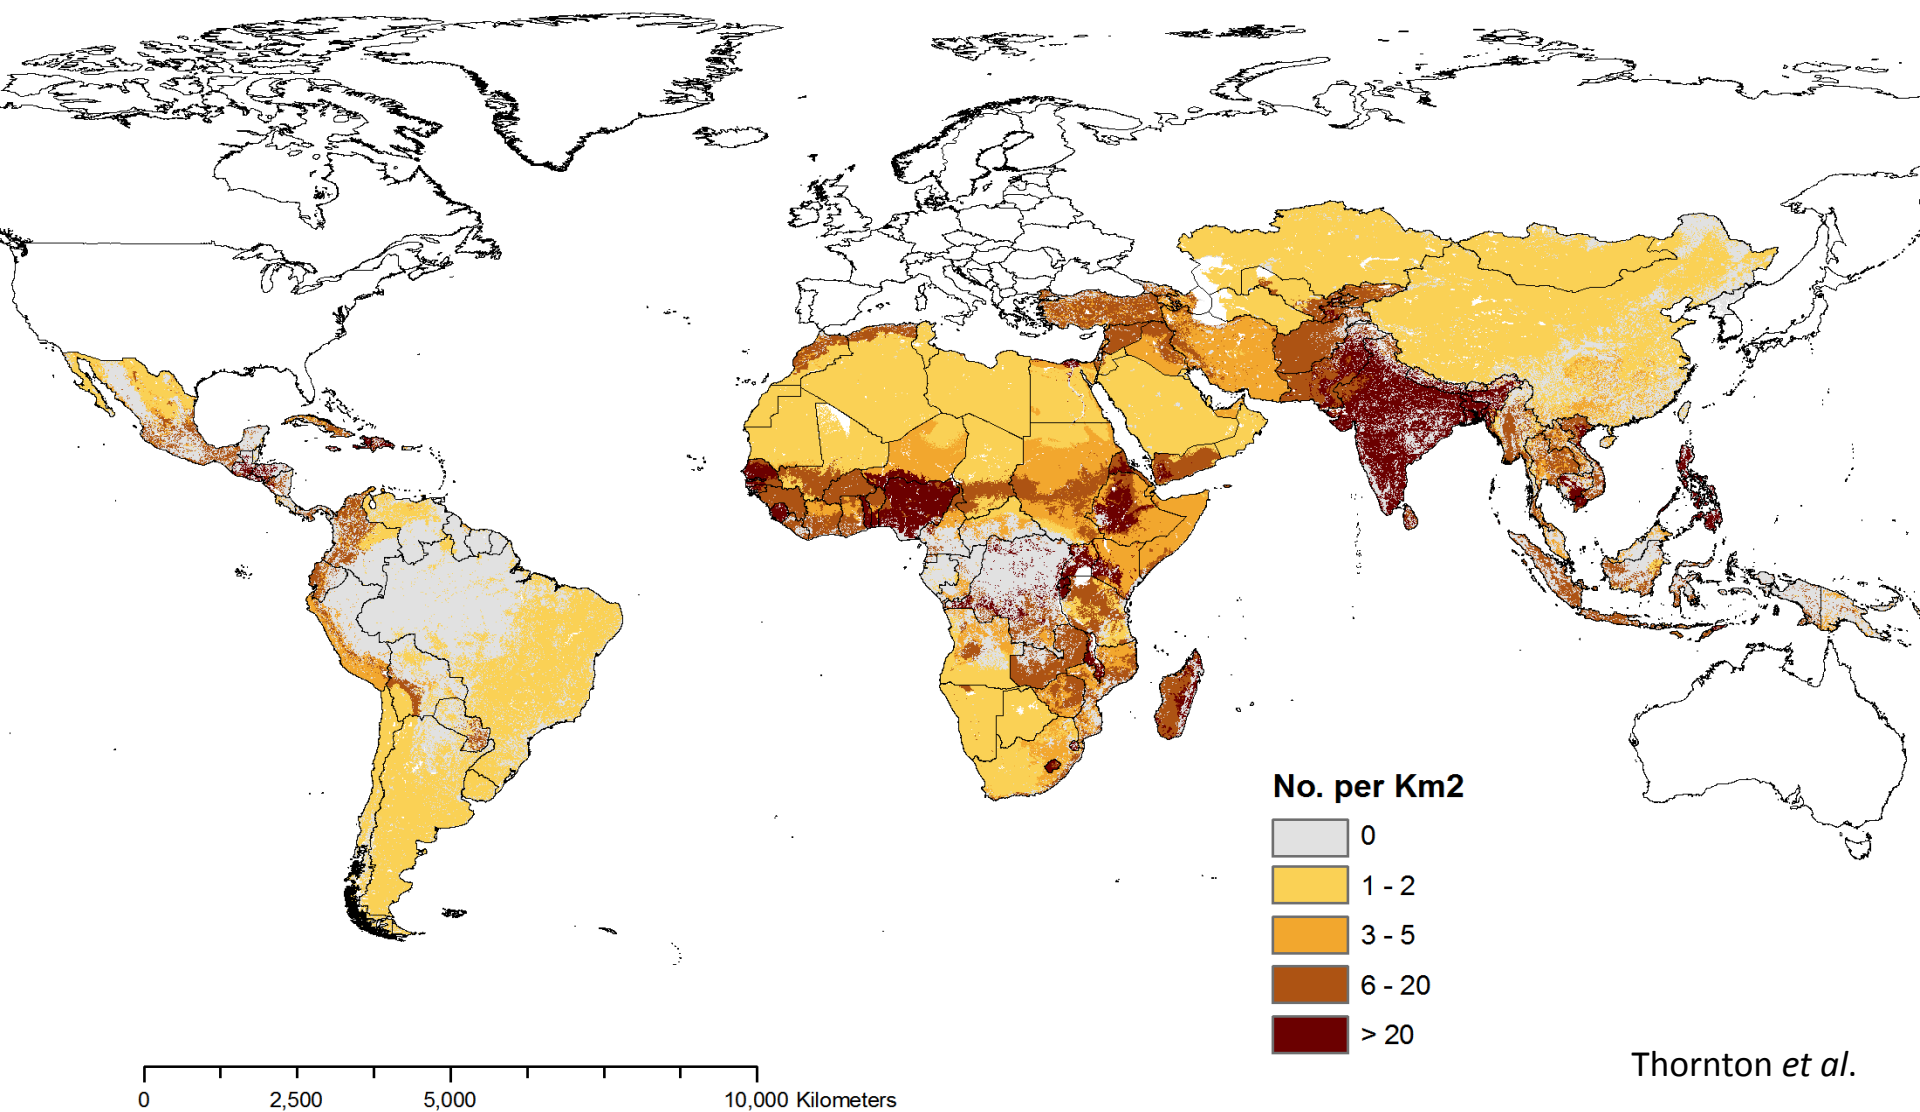 No. per Km2
0
1 - 2
3 - 5
6 - 20
> 20
Thornton et al.
0 2,500 5,000 10,000 Kilometers